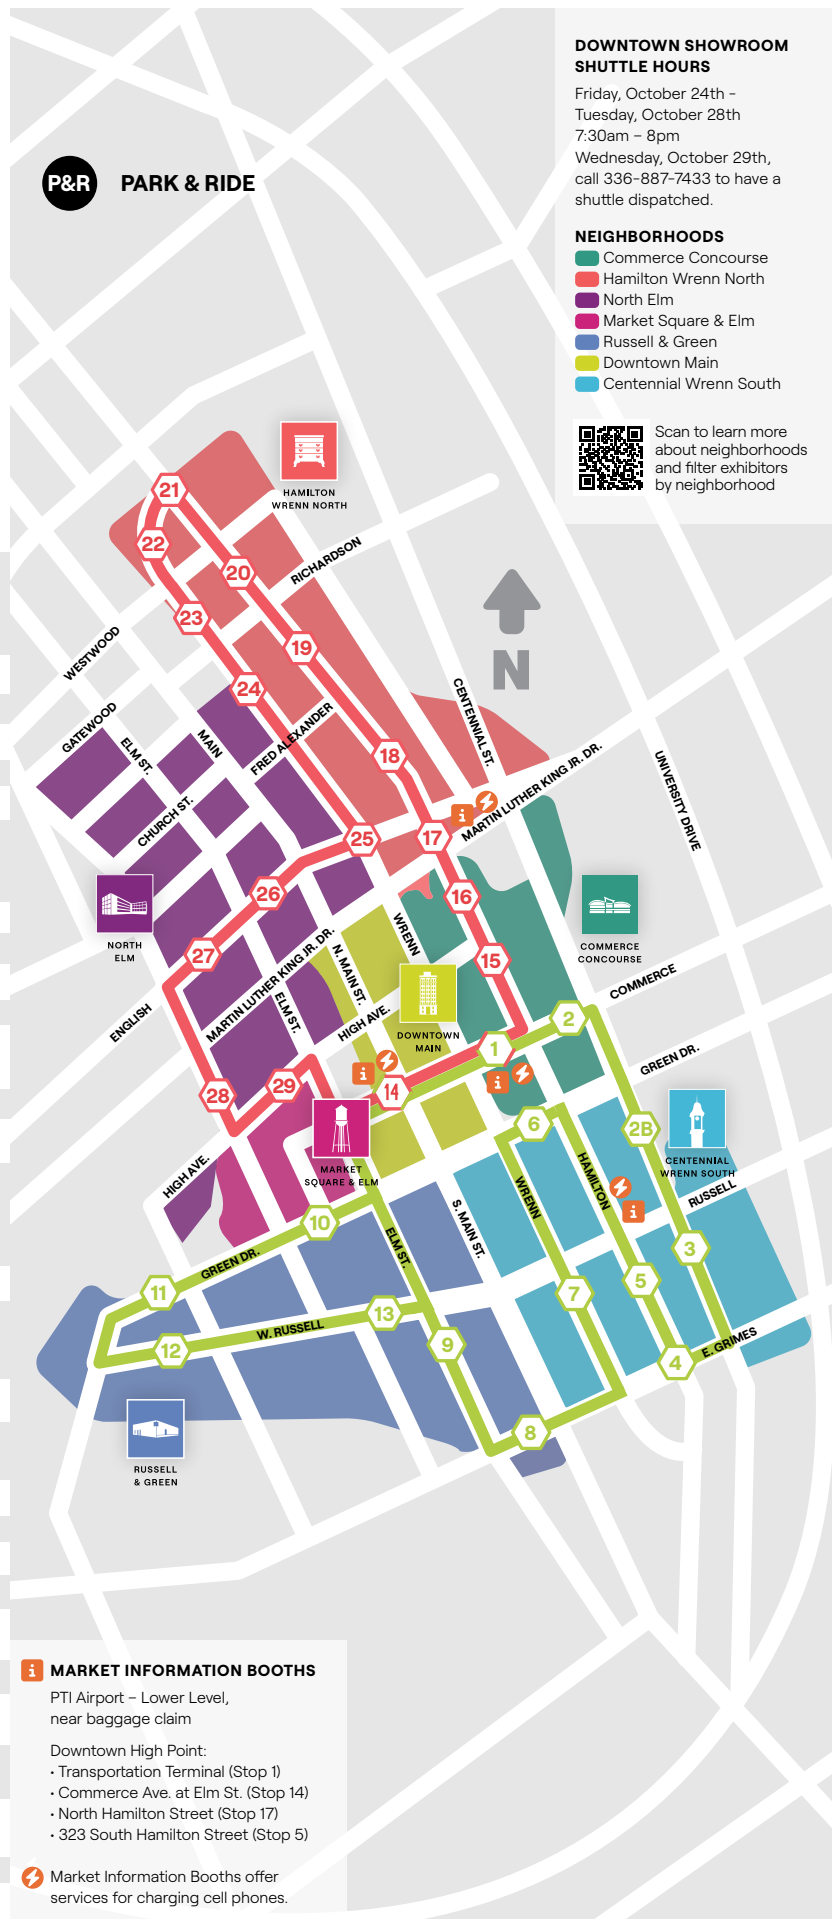 DOWNTOWN SHOWROOM
SHUTTLE HOURS
Friday, October 24th -
Tuesday, October 28th
7:30am – 8pm
Wednesday, October 29th,
call 336-887-7433 to have a
shuttle dispatched.
P&R
PARK & RIDE
NEIGHBORHOODS
Commerce Concourse
Hamilton Wrenn North
North Elm
Market Square & Elm
Russell & Green
Downtown Main
Centennial Wrenn South
Scan to learn more
about neighborhoods
and filter exhibitors
by neighborhood
HAMILTON
WRENN NORTH
21
22
20
RICHARDSON
23
19
WESTWOOD
N
24
GATEWOOD
ELM ST.
MAIN
FRED ALEXANDER
CENTENNIAL ST.
18
MARTIN LUTHER KING JR. DR.
UNIVERSITY DRIVE
CHURCH ST.
i
17
25
26
16
NORTH
ELM
27
WRENN
COMMERCE
CONCOURSE
MARTIN LUTHER KING JR. DR.
N. MAIN ST.
15
COMMERCE
ENGLISH
ELM ST.
HIGH AVE.
DOWNTOWN
MAIN
2
1
GREEN DR.
i
i
28
29
14
6
2B
MARKET
SQUARE & ELM
CENTENNIAL
WRENN SOUTH
HIGH AVE.
WRENN
HAMILTON
RUSSELL
i
10
S. MAIN ST.
ELM ST.
3
GREEN DR.
11
5
7
13
W. RUSSELL
12
9
E. GRIMES
4
8
RUSSELL
& GREEN
i
MARKET INFORMATION BOOTHS
PTI Airport – Lower Level,
near baggage claim
Downtown High Point:
• Transportation Terminal (Stop 1)
• Commerce Ave. at Elm St. (Stop 14)
• North Hamilton Street (Stop 17)
• 323 South Hamilton Street (Stop 5)
Market Information Booths offer
services for charging cell phones.